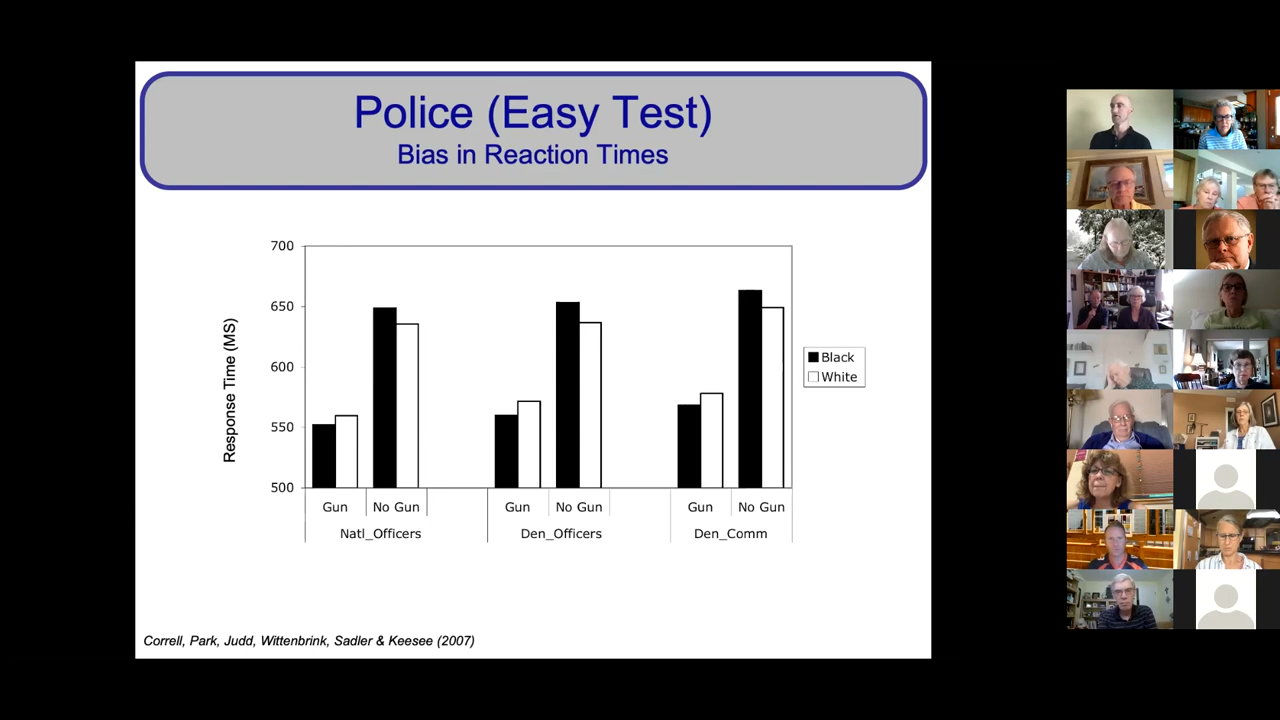 Police (Easy Test)
Bias in Reaction Times
700
650
600
550
500
Response Time (MS)
Black
White
Gun No Gun Gun No Gun Gun No Gun
Natl_Officers Den_Officers Den_Comm
Correll, Park, Judd, Wittenbrink, Sadler & Keesee (2007)